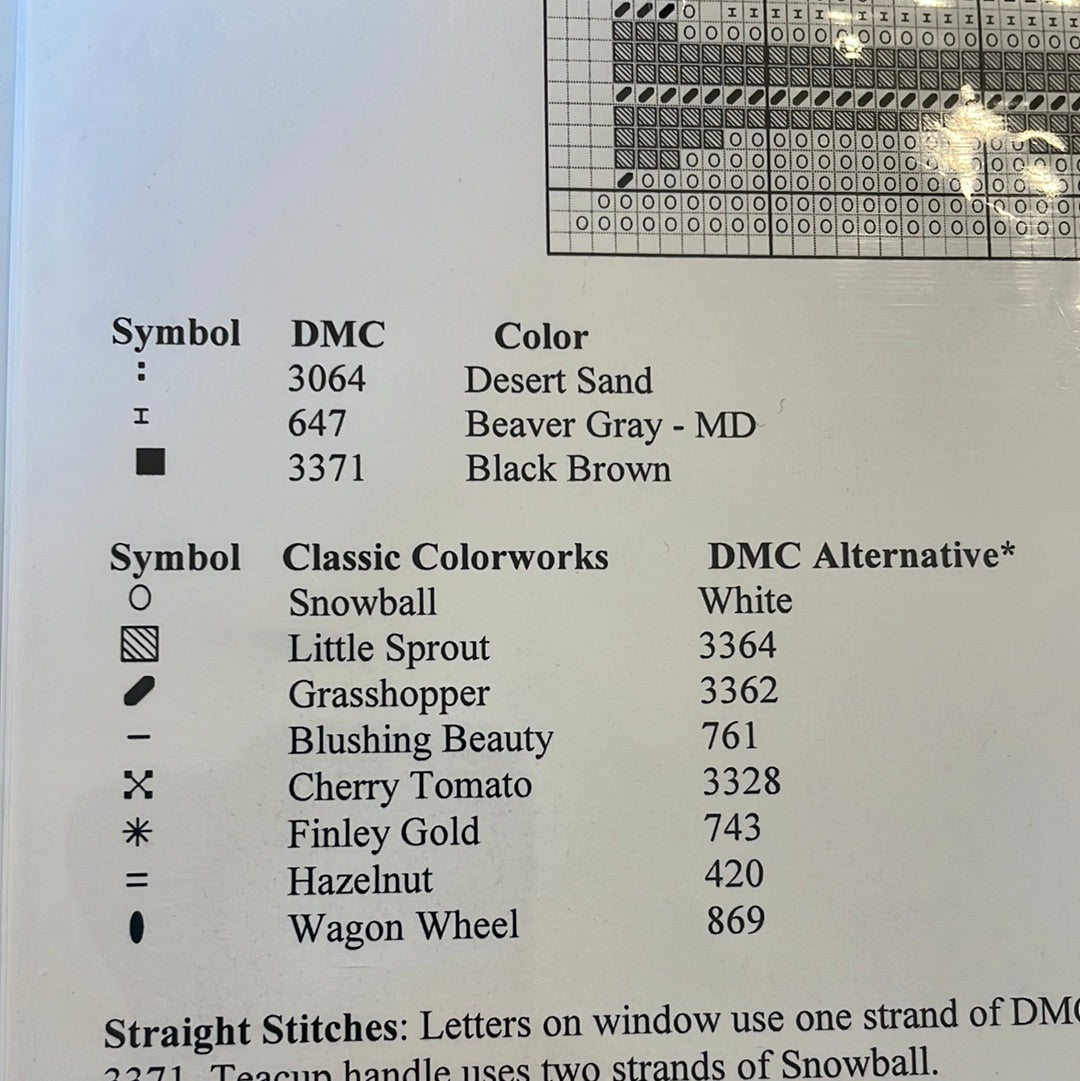 Symbol DMC Color
3064 Desert Sand
647 Beaver Gray - MD
3371 Black Brown
Symbol Classic Colorworks DMC Alternative*
Snowball White
Little Sprout 3364
Grasshopper 3362
Blushing Beauty 761
Cherry Tomato 3328
Finley Gold 743
Hazelnut 420
Wagon Wheel 869
Straight Stitches: Letters on window use one strand of DMC
3371. Teacup handle uses two strands of Snowball.